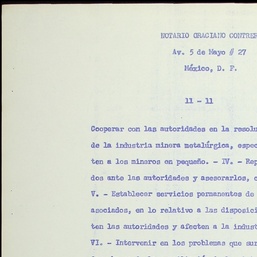 NOTARIO GRACIANO CONTRER
Av. 5 de Mayo # 27
México, D. F.
11 - 11
Cooperar con las autoridades en la resolu
de la industria minera metalúrgica, espec
ten a los mineros en pequeño. - IV. - Rep
dos ante las autoridades y asesorarlos, c
V. - Establecer servicios permanentes de
asociados, en lo relativo a las disposici
ten las autoridades y afecten a la indust
VI. - Intervenir en los problemas que sur